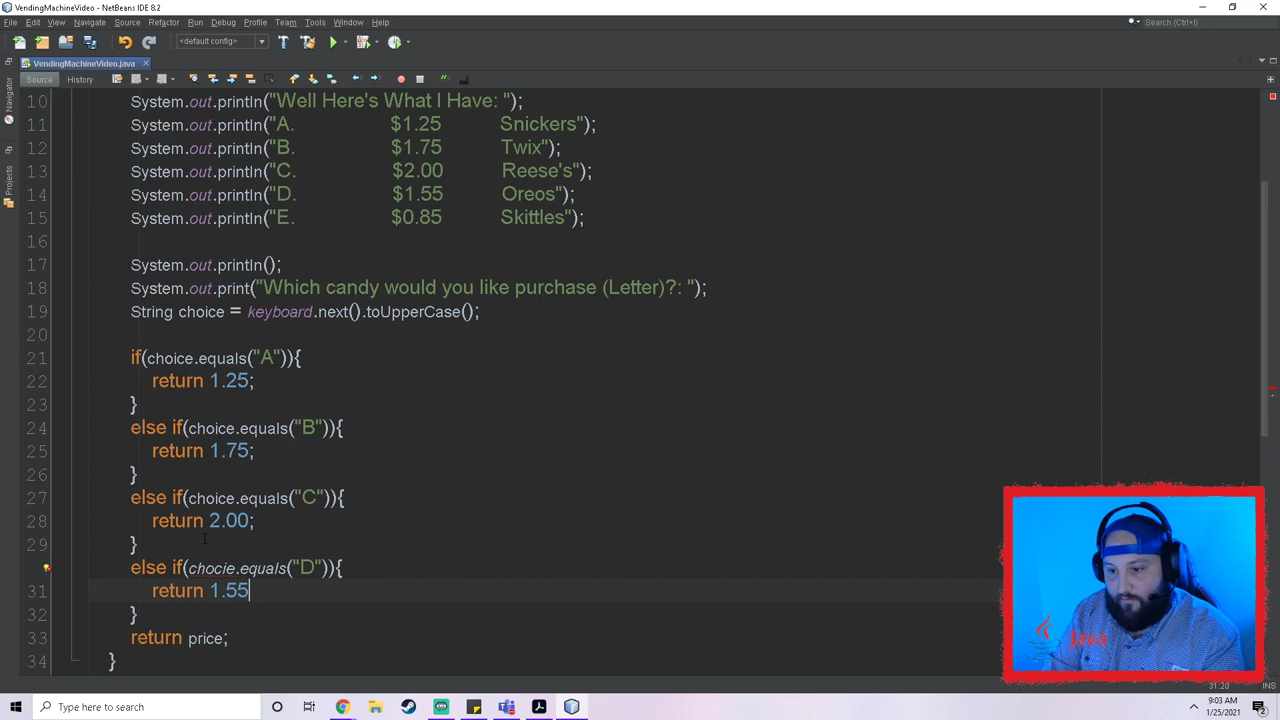 VendingMachineVideo - NetBeans IDE 8.2
File Edit View Navigate Source Refactor Run Debug Profile Team Tools Window Help
Search (Ctrl+I)
<default config>
VendingMachineVideo.java
Source History
Navigator
Projects
10 System.out.println("Well Here's What I Have: ");
11 System.out.println("A. $1.25 Snickers");
12 System.out.println("B. $1.75 Twix");
13 System.out.println("C. $2.00 Reese's");
14 System.out.println("D. $1.55 Oreos");
15 System.out.println("E. $0.85 Skittles");
16
17 System.out.println();
18 System.out.print("Which candy would you like purchase (Letter)?: ");
19 String choice = keyboard.next().toUpperCase();
20
21 if(choice.equals("A")){
22 return 1.25;
23 }
24 else if(choice.equals("B")){
25 return 1.75;
26 }
27 else if(choice.equals("C")){
28 return 2.00;
29 }
else if(chocie.equals("D")){
31 return 1.55
32 }
33 return price;
34 }
Java
31:20 INS
Type here to search
9:03 AM
1/25/2021
2